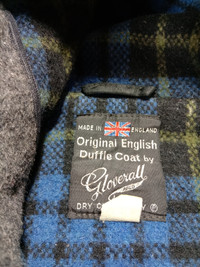 MADE IN ENGLAND
Original English
Duffle Coat by
Gloverall
DRY C